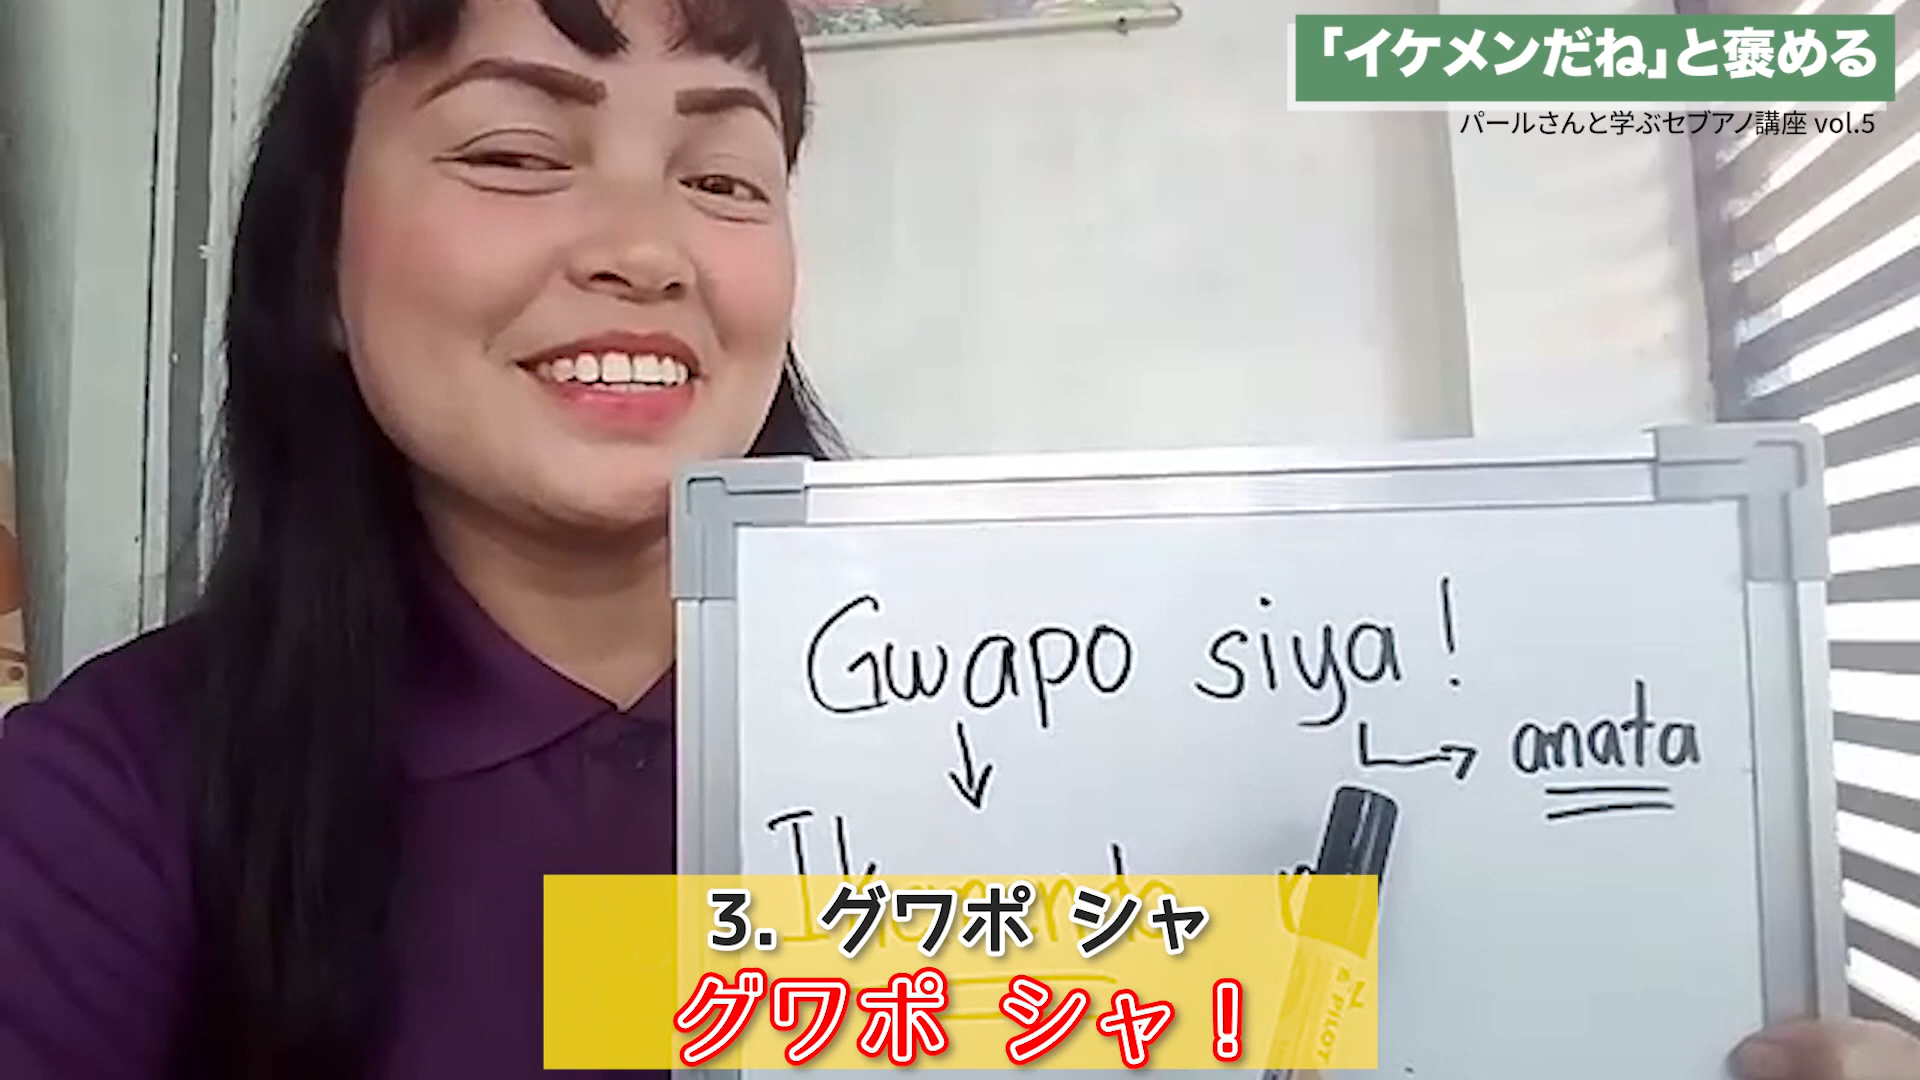 「イケメンだね」と褒める
パールさんと学ぶセブアノ講座 vol.5
Gwapo siya!
anata
3. グワポ シャ
グワポ シャ！
PILOT